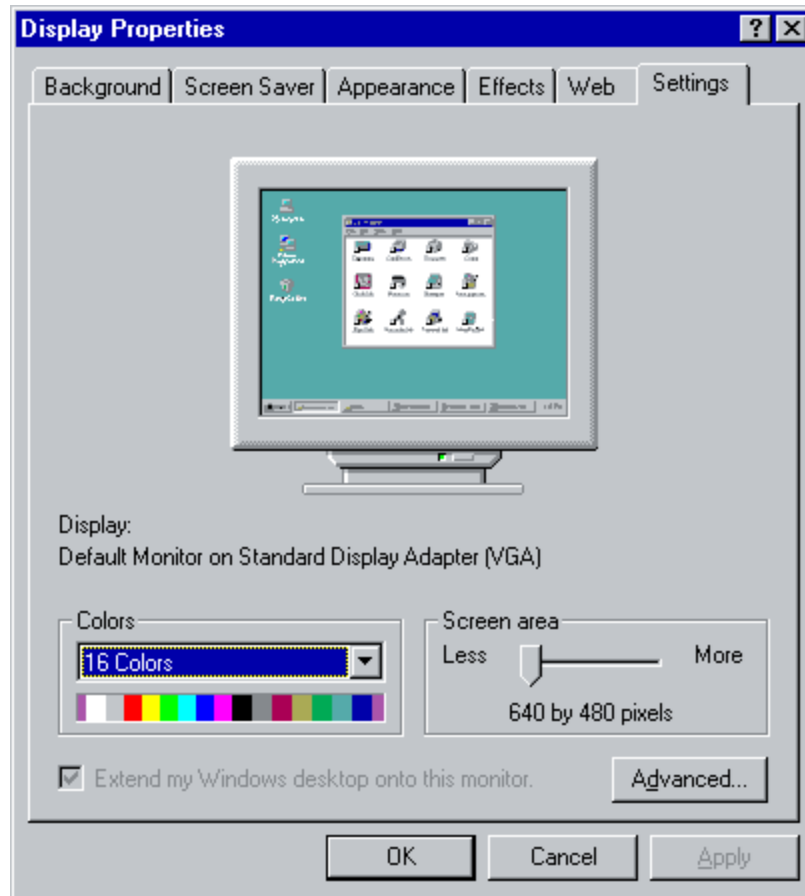 Display Properties
Background Screen Saver Appearance Effects Web Settings
Display:
Default Monitor on Standard Display Adapter (VGA)
Colors
16 Colors
Screen area
Less More
640 by 480 pixels
Extend my Windows desktop onto this monitor.
Advanced...
OK Cancel Apply